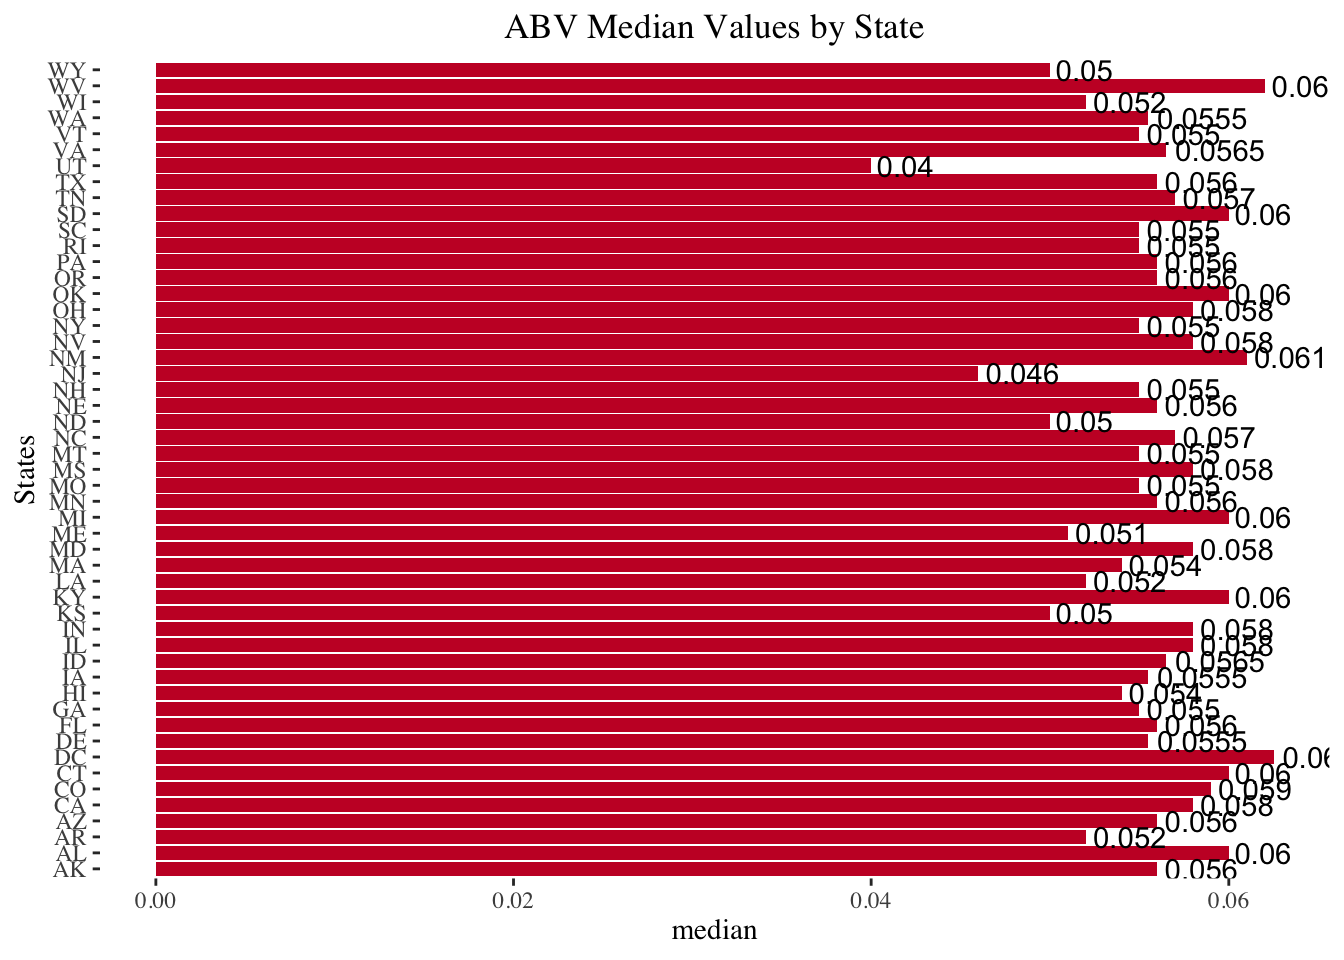 ABV Median Values by State
WY 0.05
WV 0.06
WI 0.052
WA 0.0555
VT 0.055
VA 0.0565
UT 0.04
TX 0.056
TN 0.057
SD 0.06
SC 0.055
RI 0.055
PA 0.056
OR 0.056
OK 0.06
OH 0.058
NY 0.055
NV 0.058
NM 0.061
NJ 0.046
NH 0.055
NE 0.056
ND 0.05
NC 0.057
MT 0.055
MS 0.058
MO 0.055
MN 0.056
MI 0.06
ME 0.051
MD 0.058
MA 0.054
LA 0.052
KY 0.06
KS 0.05
IN 0.058
IL 0.058
ID 0.0565
IA 0.0555
HI 0.054
GA 0.055
FL 0.056
DE 0.0555
DC 0.06
CT 0.06
CO 0.059
CA 0.058
AZ 0.056
AR 0.052
AL 0.06
AK 0.056
States
0.00 0.02 0.04 0.06
median